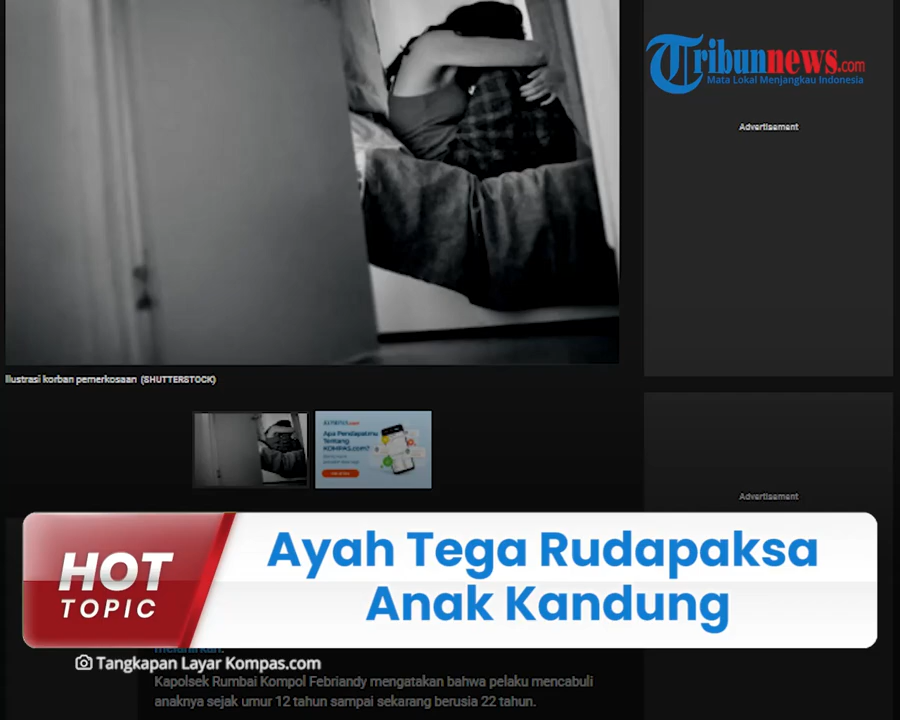 Tribunnews.com
Mata Lokal Menjangkau Indonesia
Advertisement
Ilustrasi korban pemerkosaan (SHUTTERSTOCK)
Apa Pendapatmu
Tentang
KOMPAS.com?
Advertisement
HOT
TOPIC
Ayah Tega Rudapaksa
Anak Kandung
melahirkan.
Tangkapan Layar Kompas.com
Kapolsek Rumbai Kompol Febriandy mengatakan bahwa pelaku mencabuli
anaknya sejak umur 12 tahun sampai sekarang berusia 22 tahun.